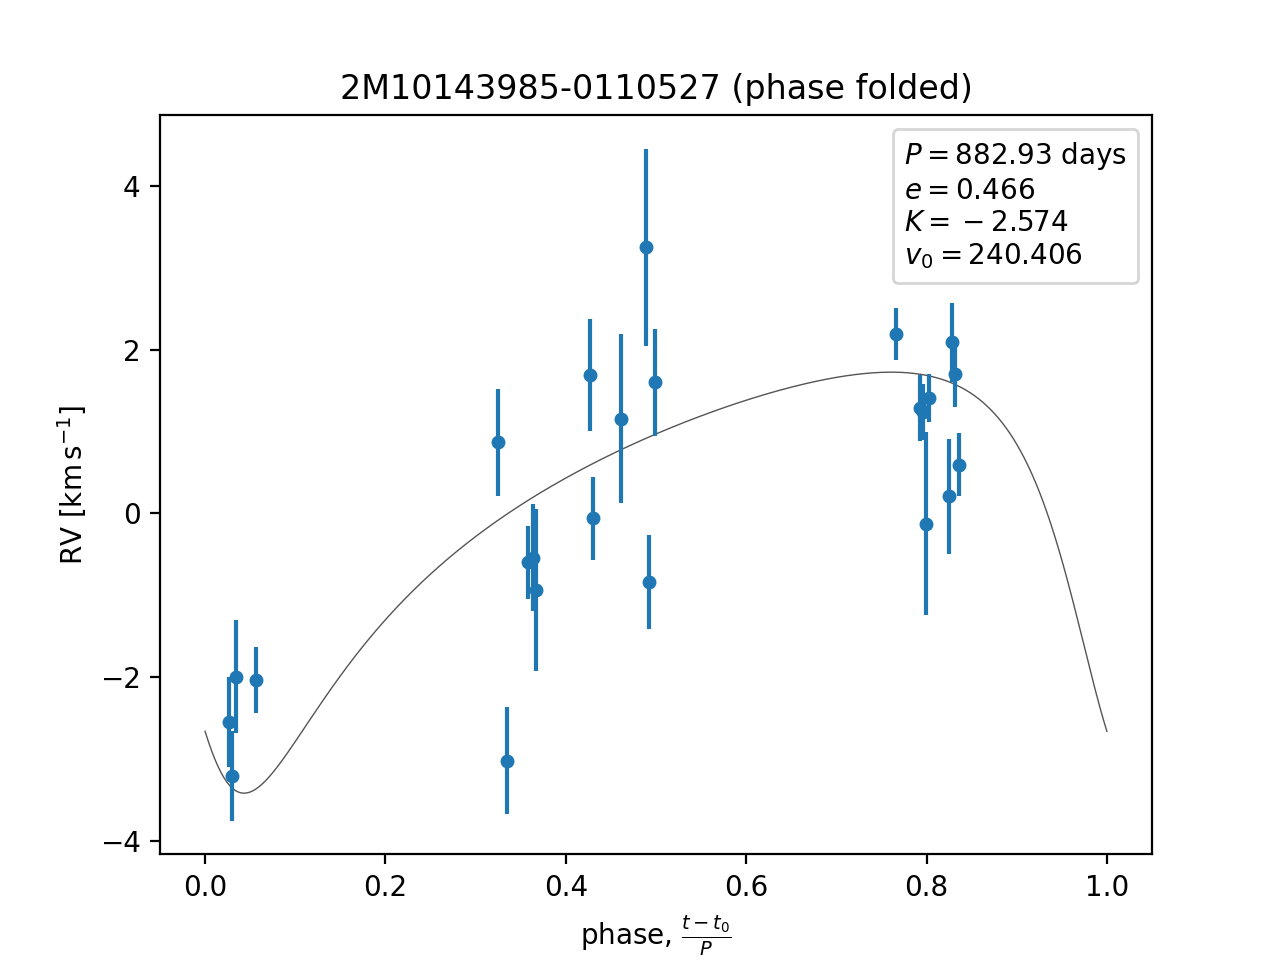 2M10143985-0110527 (phase folded)
P = 882.93 days
e = 0.466
K = −2.574
v₀ = 240.406
RV [km s⁻¹]
4
2
0
−2
−4
0.0 0.2 0.4 0.6 0.8 1.0
phase, (t − t₀)/P